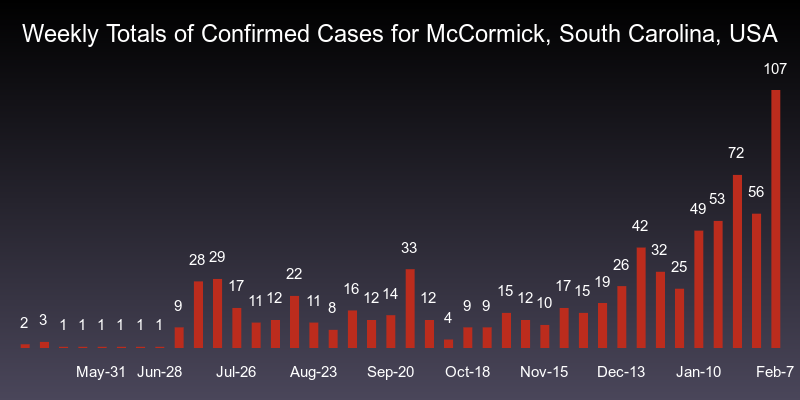 Weekly Totals of Confirmed Cases for McCormick, South Carolina, USA
2 3 1 1 1 1 1 1 9 28 29 17 11 12 22 11 8 16 12 14 33 12 4 9 9 15 12 10 17 15 19 26 42 32 25 49 53 72 56 107
May-31 Jun-28 Jul-26 Aug-23 Sep-20 Oct-18 Nov-15 Dec-13 Jan-10 Feb-7